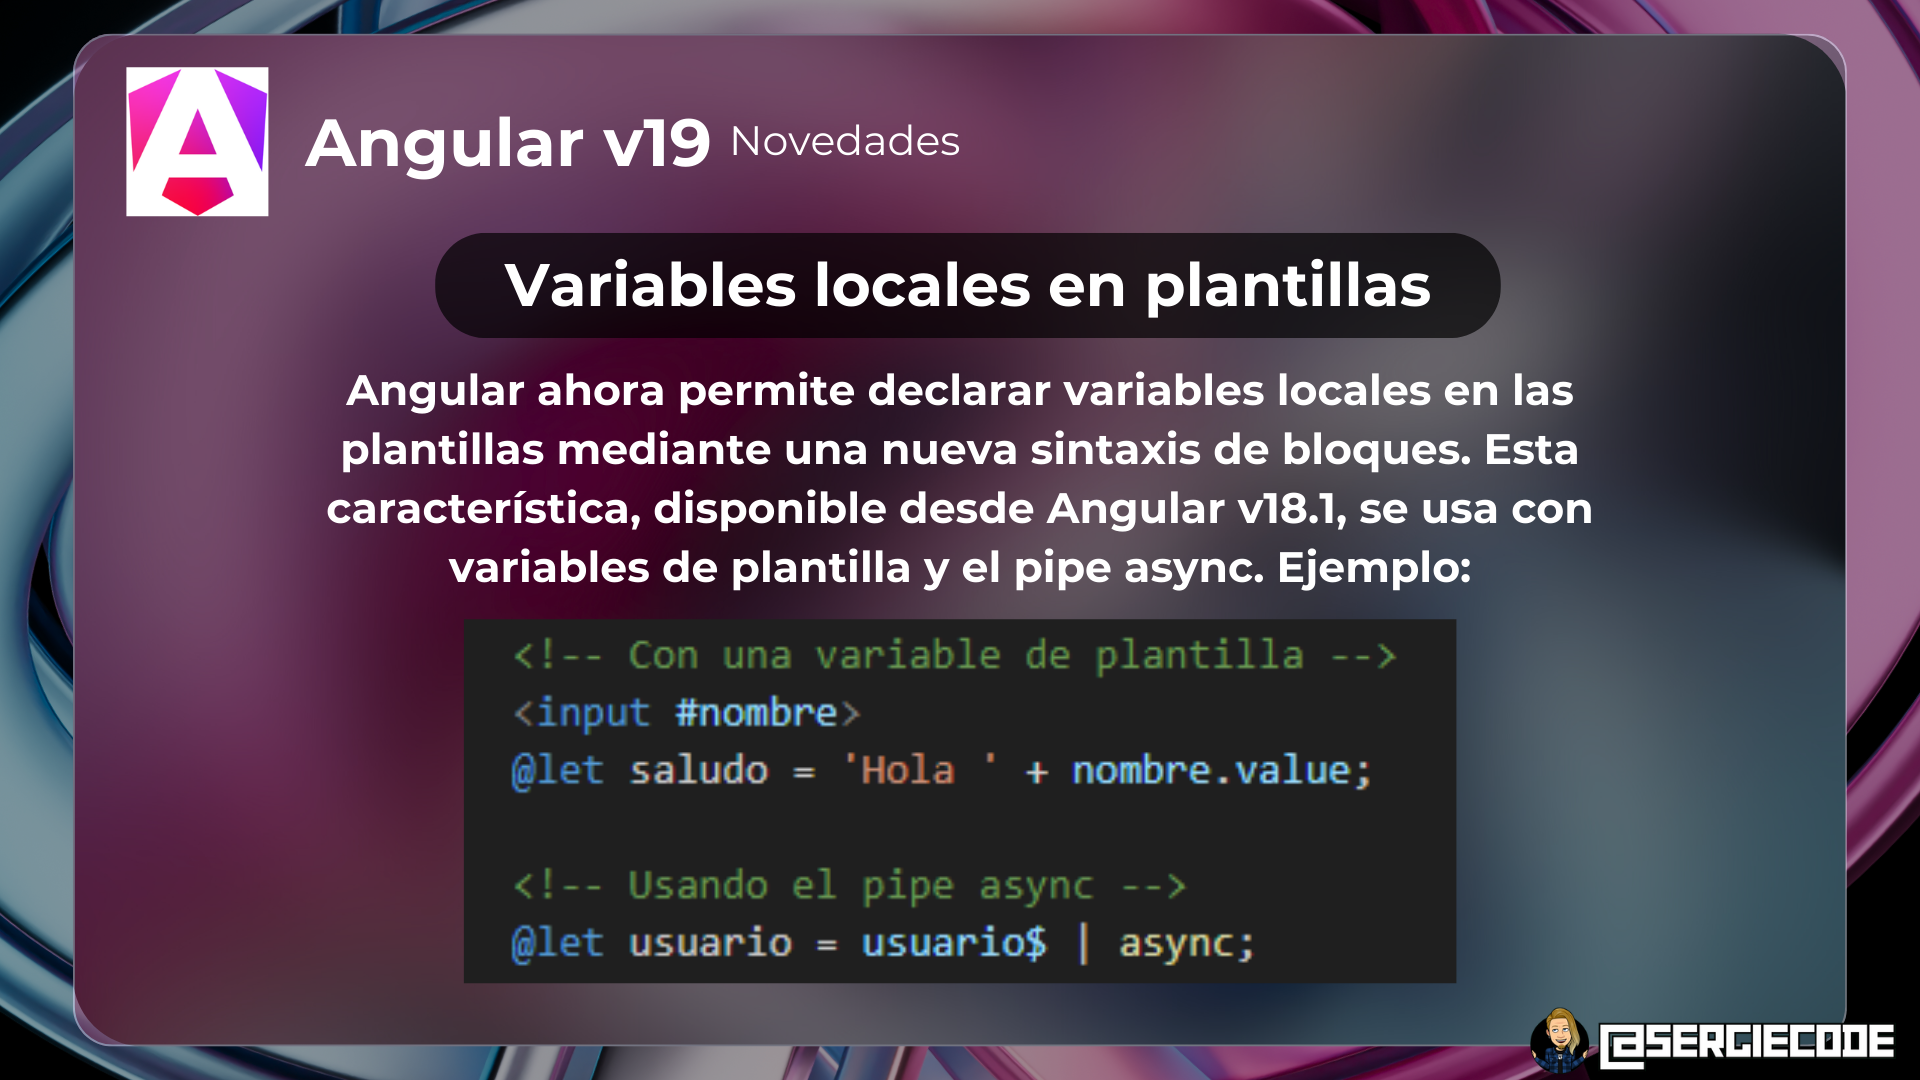 Angular v19 Novedades
Variables locales en plantillas
Angular ahora permite declarar variables locales en las
plantillas mediante una nueva sintaxis de bloques. Esta
característica, disponible desde Angular v18.1, se usa con
variables de plantilla y el pipe async. Ejemplo:
<!-- Con una variable de plantilla -->
<input #nombre>
@let saludo = 'Hola ' + nombre.value;
<!-- Usando el pipe async -->
@let usuario = usuario$ | async;
@SERGIECODE